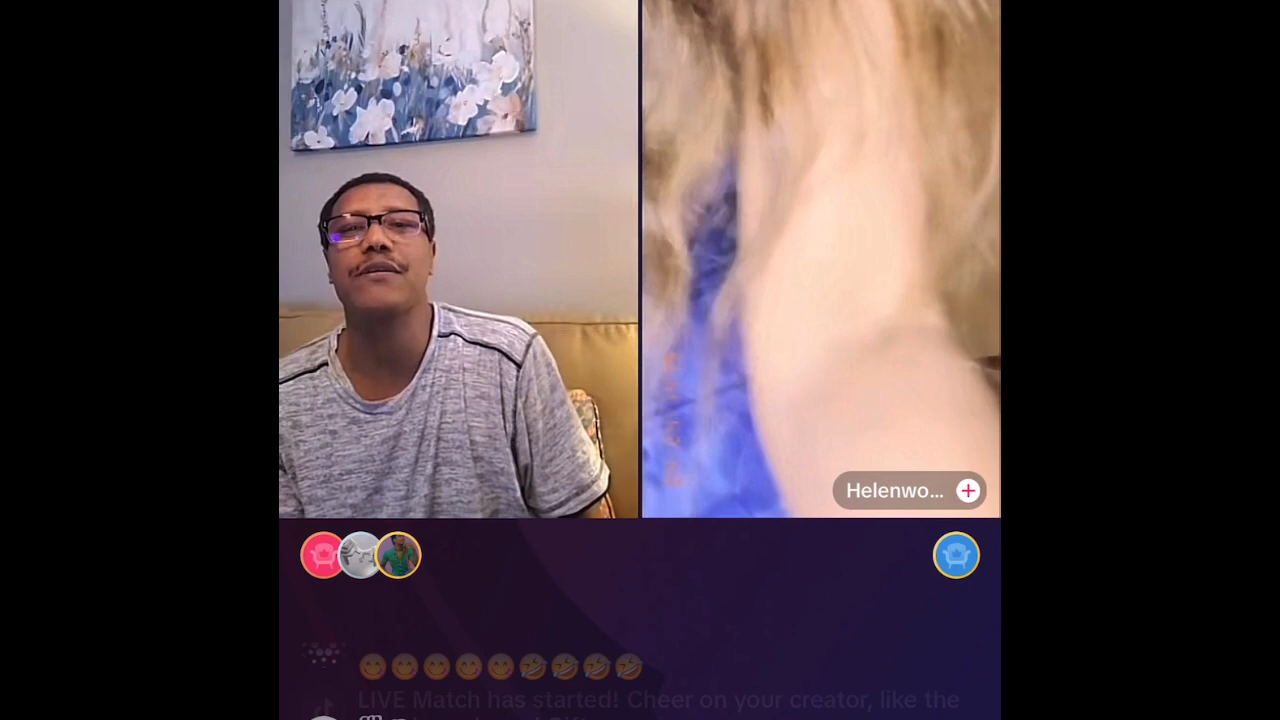 Helenwo...
😋😋😋😋😋🤣🤣🤣🤣
LIVE Match has started! Cheer on your creator, like the